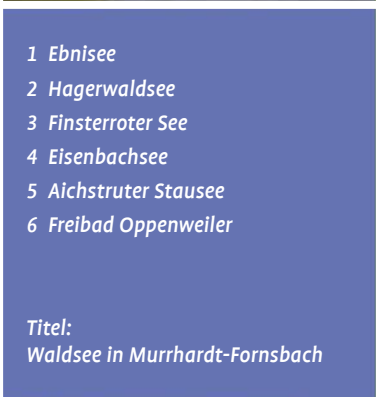 1 Ebnisee
2 Hagerwaldsee
3 Finsterroter See
4 Eisenbachsee
5 Aichstruter Stausee
6 Freibad Oppenweiler
Titel:
Waldsee in Murrhardt-Fornsbach